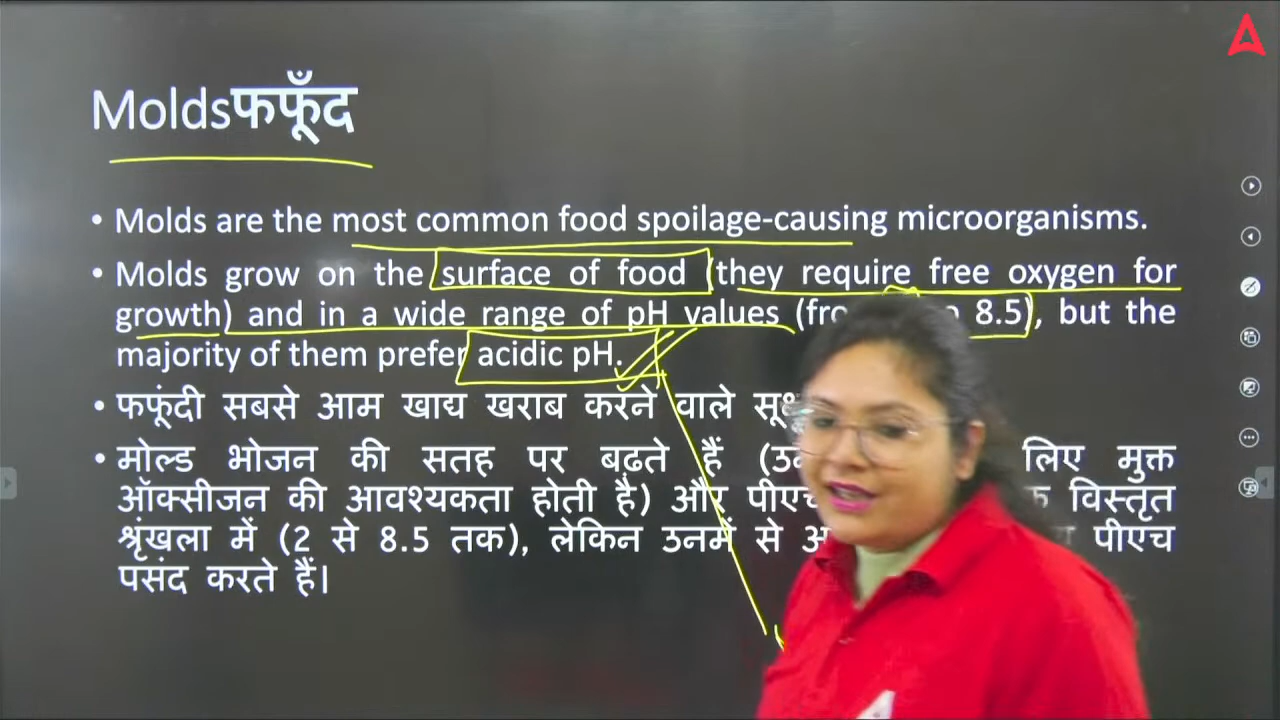 Moldsफफूँद
• Molds are the most common food spoilage-causing microorganisms.
• Molds grow on the surface of food (they require free oxygen for
growth) and in a wide range of pH values 8.5), but the
majority of them prefer acidic pH.
• फफूंदी सबसे आम खाद्य खराब करने वाले
• मोल्ड भोजन की सतह पर बढ़ते हैं लिए मुक्त
ऑक्सीजन की आवश्यकता होती है) और विस्तृत
श्रृंखला में (2 से 8.5 तक), लेकिन उनमें से पीएच
पसंद करते हैं।